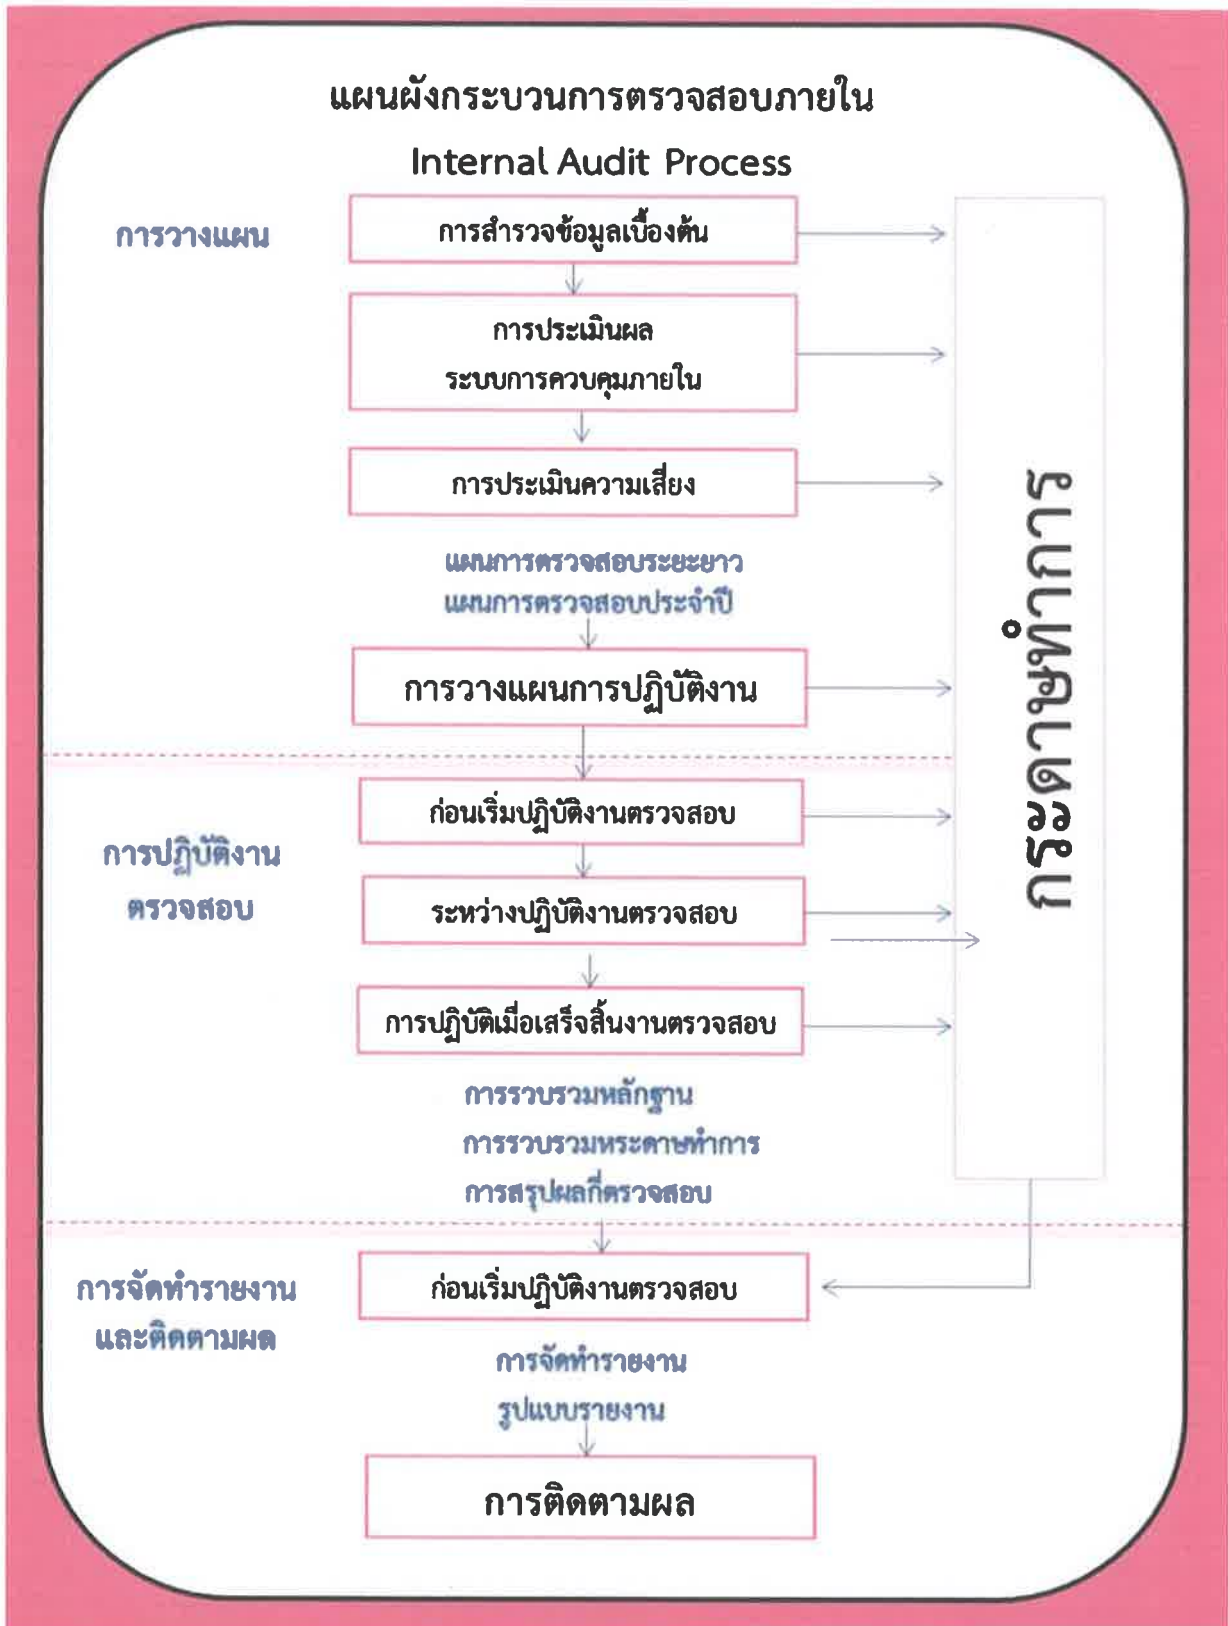 แผนผังกระบวนการตรวจสอบภายใน
Internal Audit Process
การวางแผน
การสำรวจข้อมูลเบื้องต้น
การประเมินผล
ระบบการควบคุมภายใน
การประเมินความเสี่ยง
แผนการตรวจสอบระยะยาว
แผนการตรวจสอบประจำปี
การวางแผนการปฏิบัติงาน
กระดาษทำการ
การปฏิบัติงาน
ตรวจสอบ
ก่อนเริ่มปฏิบัติงานตรวจสอบ
ระหว่างปฏิบัติงานตรวจสอบ
การปฏิบัติเมื่อเสร็จสิ้นงานตรวจสอบ
การรวบรวมหลักฐาน
การรวบรวมหระดาษทำการ
การสรุปผลกี่ตรวจสอบ
การจัดทำรายงาน
และติดตามผล
ก่อนเริ่มปฏิบัติงานตรวจสอบ
การจัดทำรายงาน
รูปแบบรายงาน
การติดตามผล